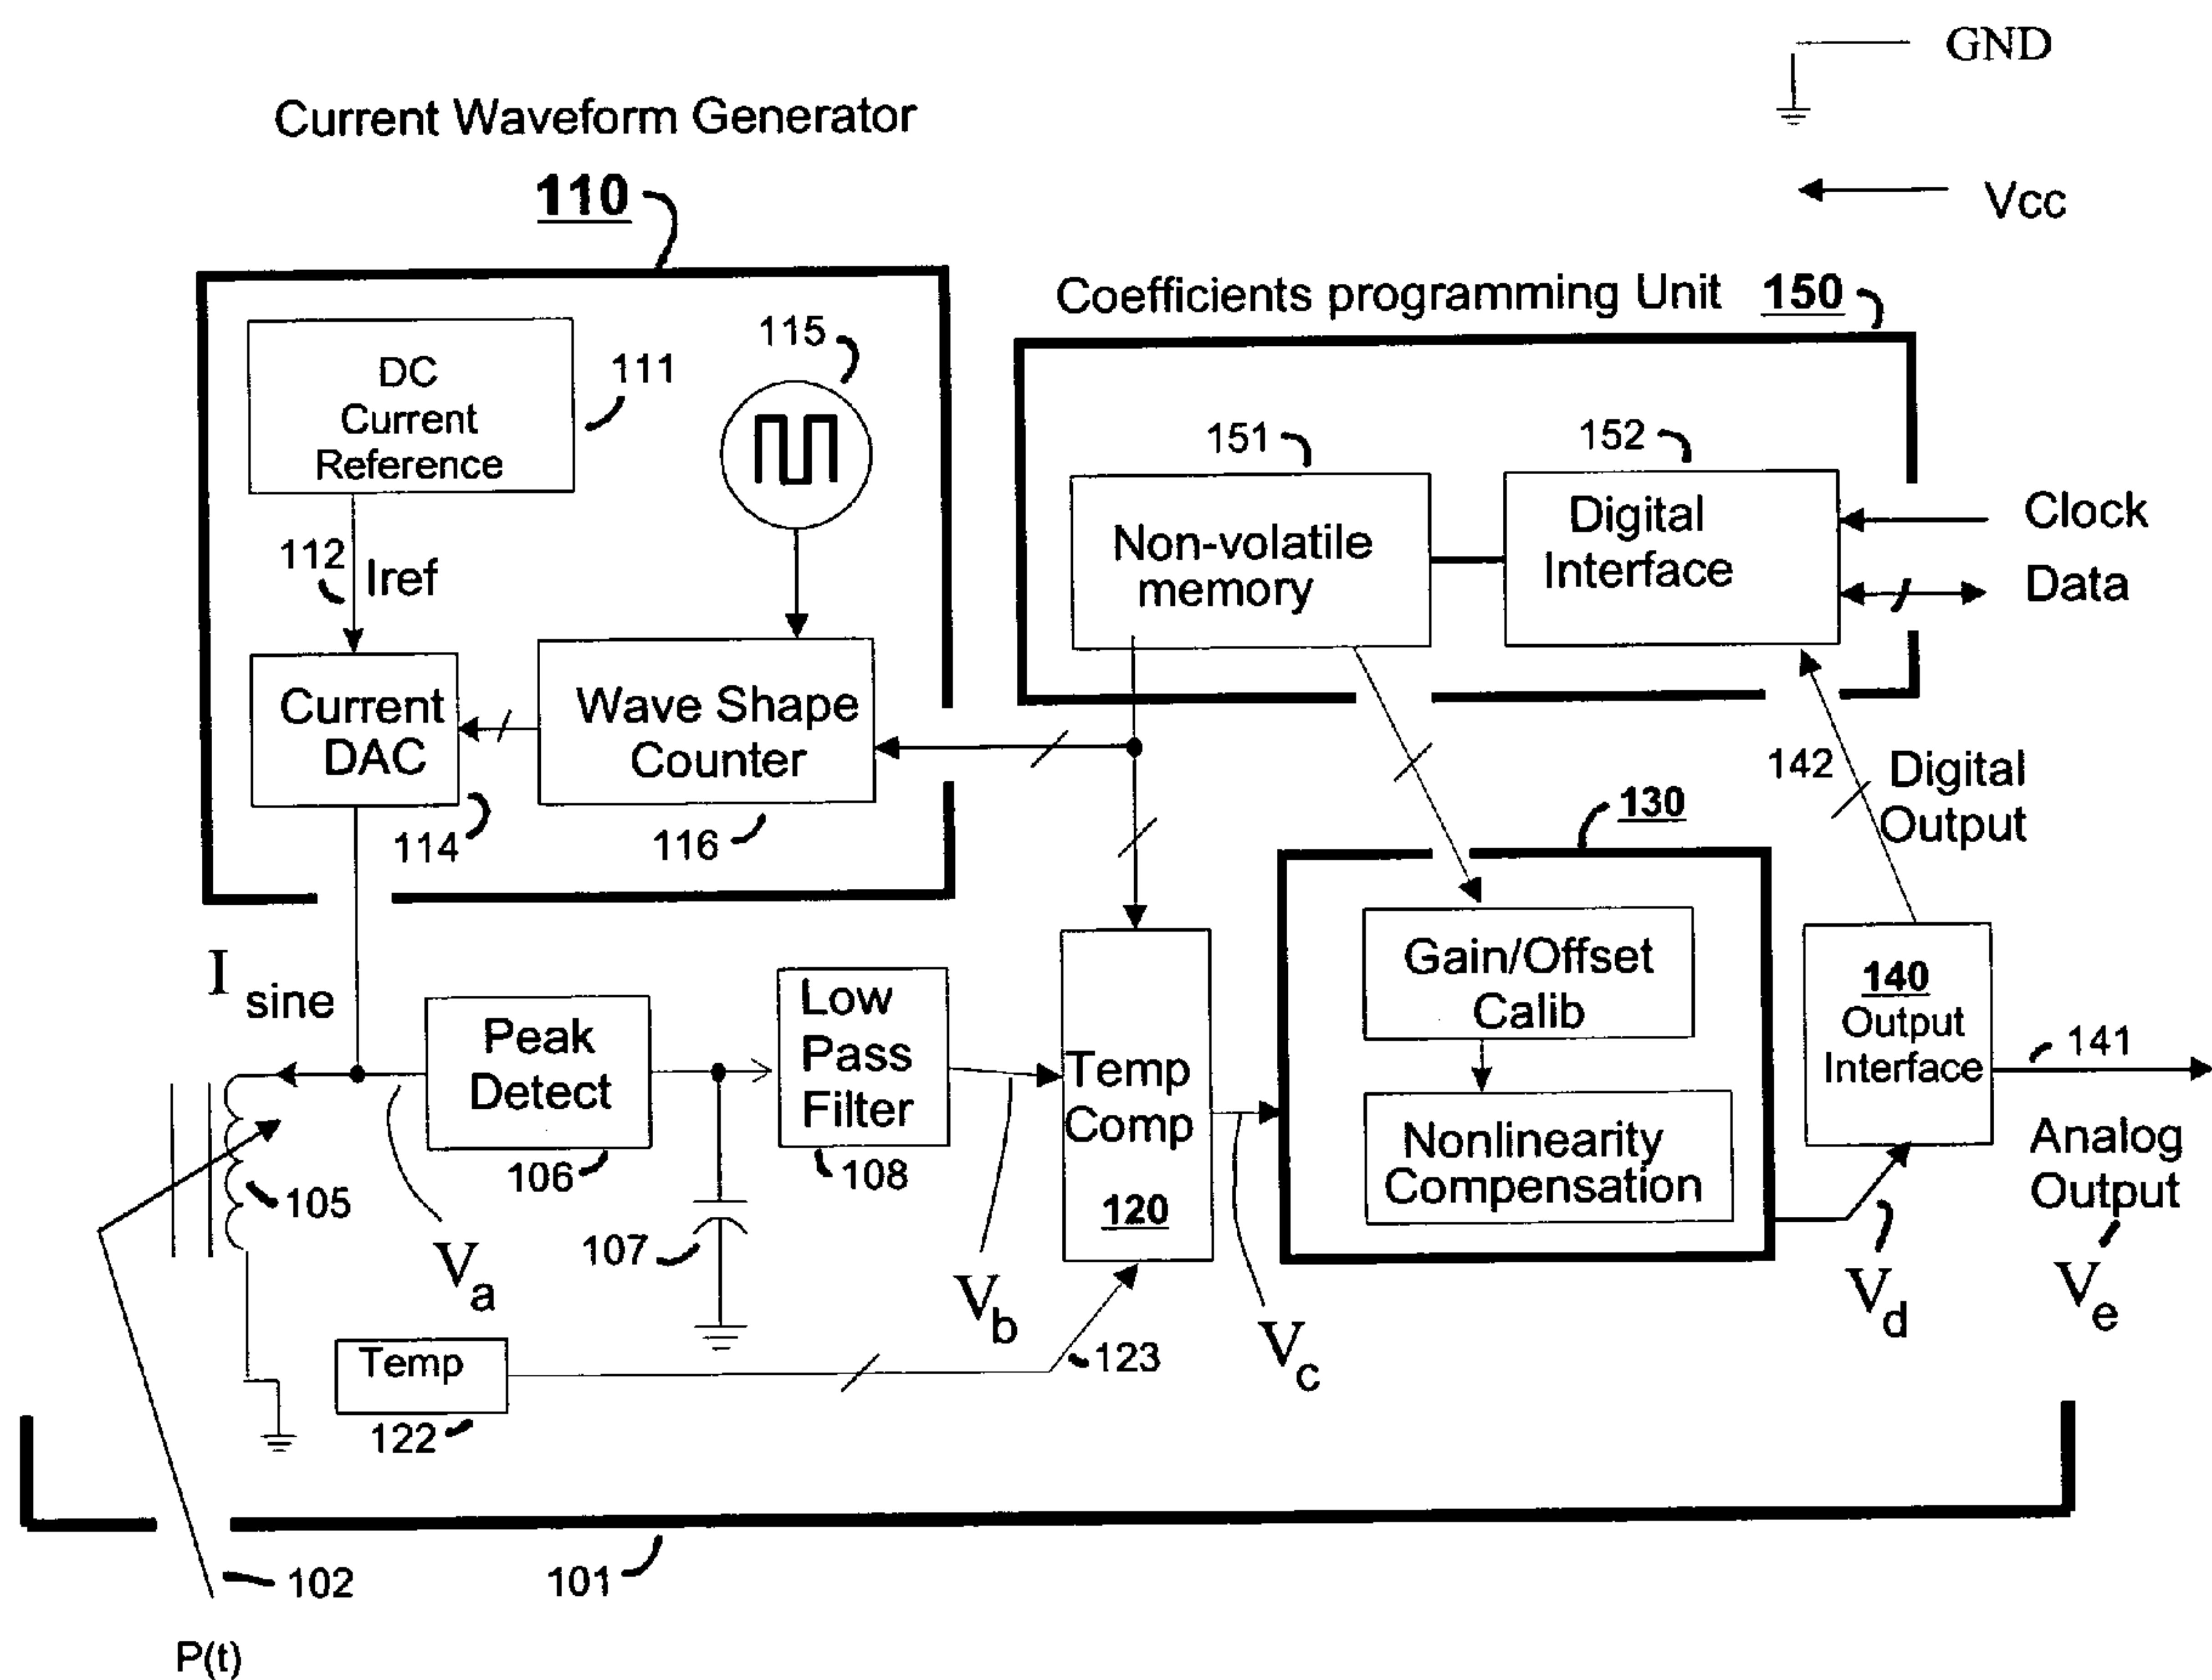 GND
Vcc
Current Waveform Generator
110
Coefficients programming Unit 150
DC
Current
Reference
111
115
112
Iref
151
152
Non-volatile
memory
Digital
Interface
Clock
Data
Current
DAC
114
Wave Shape
Counter
116
142
Digital
Output
130
I sine
Peak
Detect
106
Low
Pass
Filter
108
Temp
Comp
120
Gain/Offset
Calib
Nonlinearity
Compensation
140
Output
Interface
141
Analog
Output
105
107
Va
Vb
Vc
Vd
Ve
Temp
122
123
102
101
P(t)